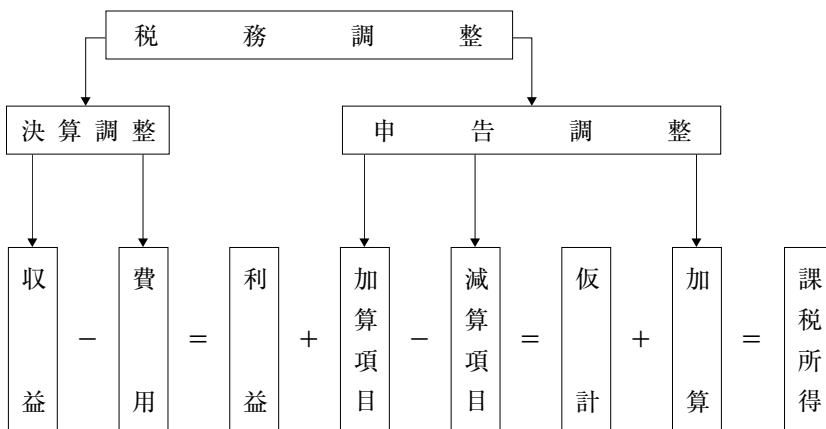 税務調整
決算調整
申告調整
収益 − 費用 = 利益 + 加算項目 − 減算項目 = 仮計 + 加算 = 課税所得